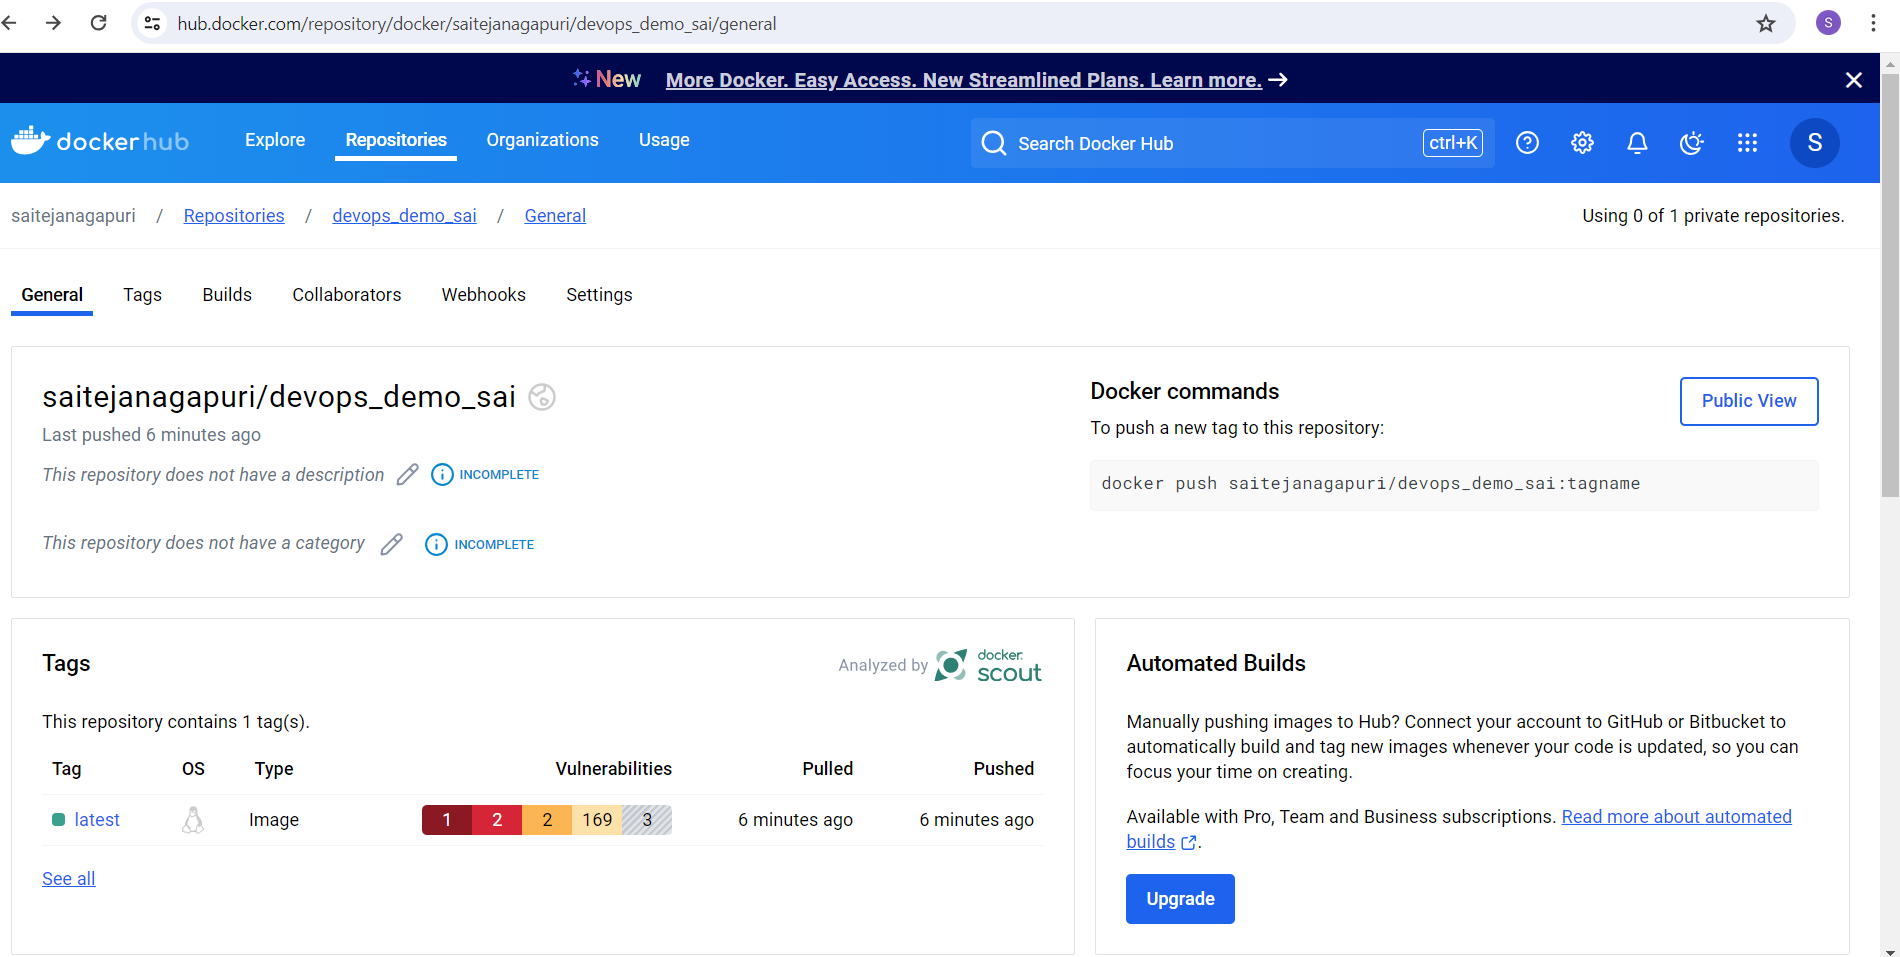 hub.docker.com/repository/docker/saitejanagapuri/devops_demo_sai/general
S
New More Docker. Easy Access. New Streamlined Plans. Learn more. →
dockerhub Explore Repositories Organizations Usage
Search Docker Hub ctrl+K
S
saitejanagapuri / Repositories / devops_demo_sai / General
Using 0 of 1 private repositories.
General Tags Builds Collaborators Webhooks Settings
saitejanagapuri/devops_demo_sai
Last pushed 6 minutes ago
This repository does not have a description INCOMPLETE
This repository does not have a category INCOMPLETE
Docker commands
Public View
To push a new tag to this repository:
docker push saitejanagapuri/devops_demo_sai:tagname
Tags
Analyzed by docker scout
This repository contains 1 tag(s).
Tag OS Type Vulnerabilities Pulled Pushed
latest Image 1 2 2 169 3 6 minutes ago 6 minutes ago
See all
Automated Builds
Manually pushing images to Hub? Connect your account to GitHub or Bitbucket to
automatically build and tag new images whenever your code is updated, so you can
focus your time on creating.
Available with Pro, Team and Business subscriptions. Read more about automated
builds.
Upgrade